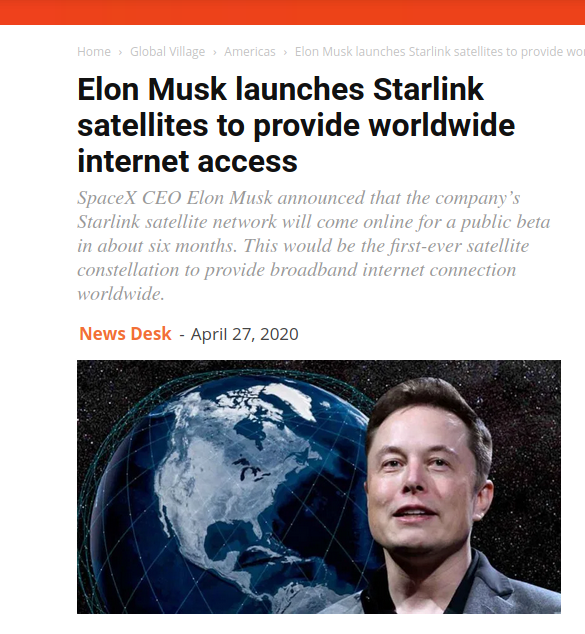 Home › Global Village › Americas › Elon Musk launches Starlink satellites to provide
Elon Musk launches Starlink
satellites to provide worldwide
internet access
SpaceX CEO Elon Musk announced that the company’s
Starlink satellite network will come online for a public beta
in about six months. This would be the first-ever satellite
constellation to provide broadband internet connection
worldwide.
News Desk - April 27, 2020